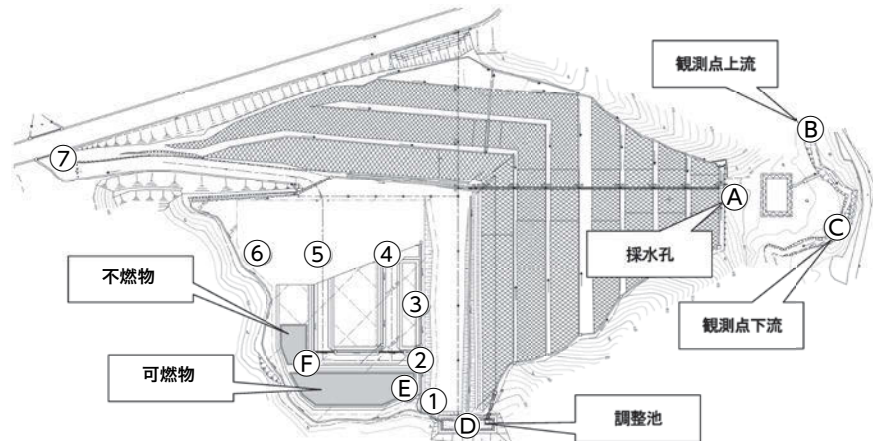 観測点上流
Ⓑ
⑦
Ⓐ
Ⓒ
採水孔
⑥
⑤
④
不燃物
③
観測点下流
Ⓕ
②
可燃物
Ⓔ
①
調整池
Ⓓ